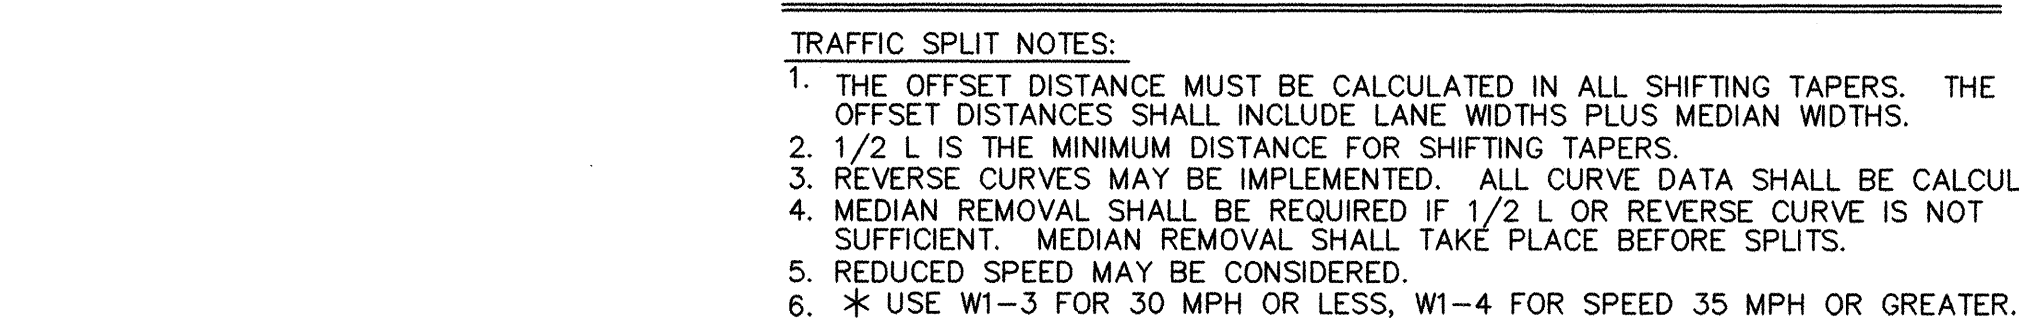 TRAFFIC SPLIT NOTES:
1. THE OFFSET DISTANCE MUST BE CALCULATED IN ALL SHIFTING TAPERS. THE
OFFSET DISTANCES SHALL INCLUDE LANE WIDTHS PLUS MEDIAN WIDTHS.
2. 1/2 L IS THE MINIMUM DISTANCE FOR SHIFTING TAPERS.
3. REVERSE CURVES MAY BE IMPLEMENTED. ALL CURVE DATA SHALL BE CALCUL
4. MEDIAN REMOVAL SHALL BE REQUIRED IF 1/2 L OR REVERSE CURVE IS NOT
SUFFICIENT. MEDIAN REMOVAL SHALL TAKE PLACE BEFORE SPLITS.
5. REDUCED SPEED MAY BE CONSIDERED.
6. * USE W1-3 FOR 30 MPH OR LESS, W1-4 FOR SPEED 35 MPH OR GREATER.